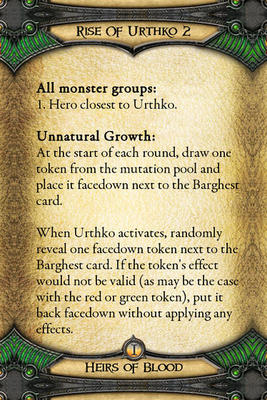 Rise Of Urthko 2
All monster groups:
1. Hero closest to Urthko.
Unnatural Growth:
At the start of each round, draw one
token from the mutation pool and
place it facedown next to the Barghest
card.
When Urthko activates, randomly
reveal one facedown token next to the
Barghest card. If the token's effect
would not be valid (as may be the case
with the red or green token), put it
back facedown without applying any
effects.
1
Heirs of Blood